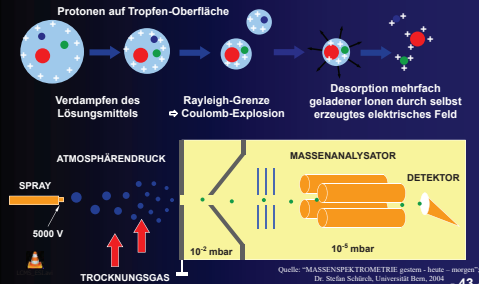 Protonen auf Tropfen-Oberfläche
Verdampfen des
Lösungsmittels
Rayleigh-Grenze
⇨ Coulomb-Explosion
Desorption mehrfach
geladener Ionen durch selbst
erzeugtes elektrisches Feld
ATMOSPHÄRENDRUCK
MASSENANALYSATOR
SPRAY
DETEKTOR
5000 V
10⁻² mbar
10⁻⁵ mbar
TROCKNUNGSGAS
Quelle: “MASSENSPEKTROMETRIE gestern - heute – morgen”;
Dr. Stefan Schürch, Universität Bern, 2004
43